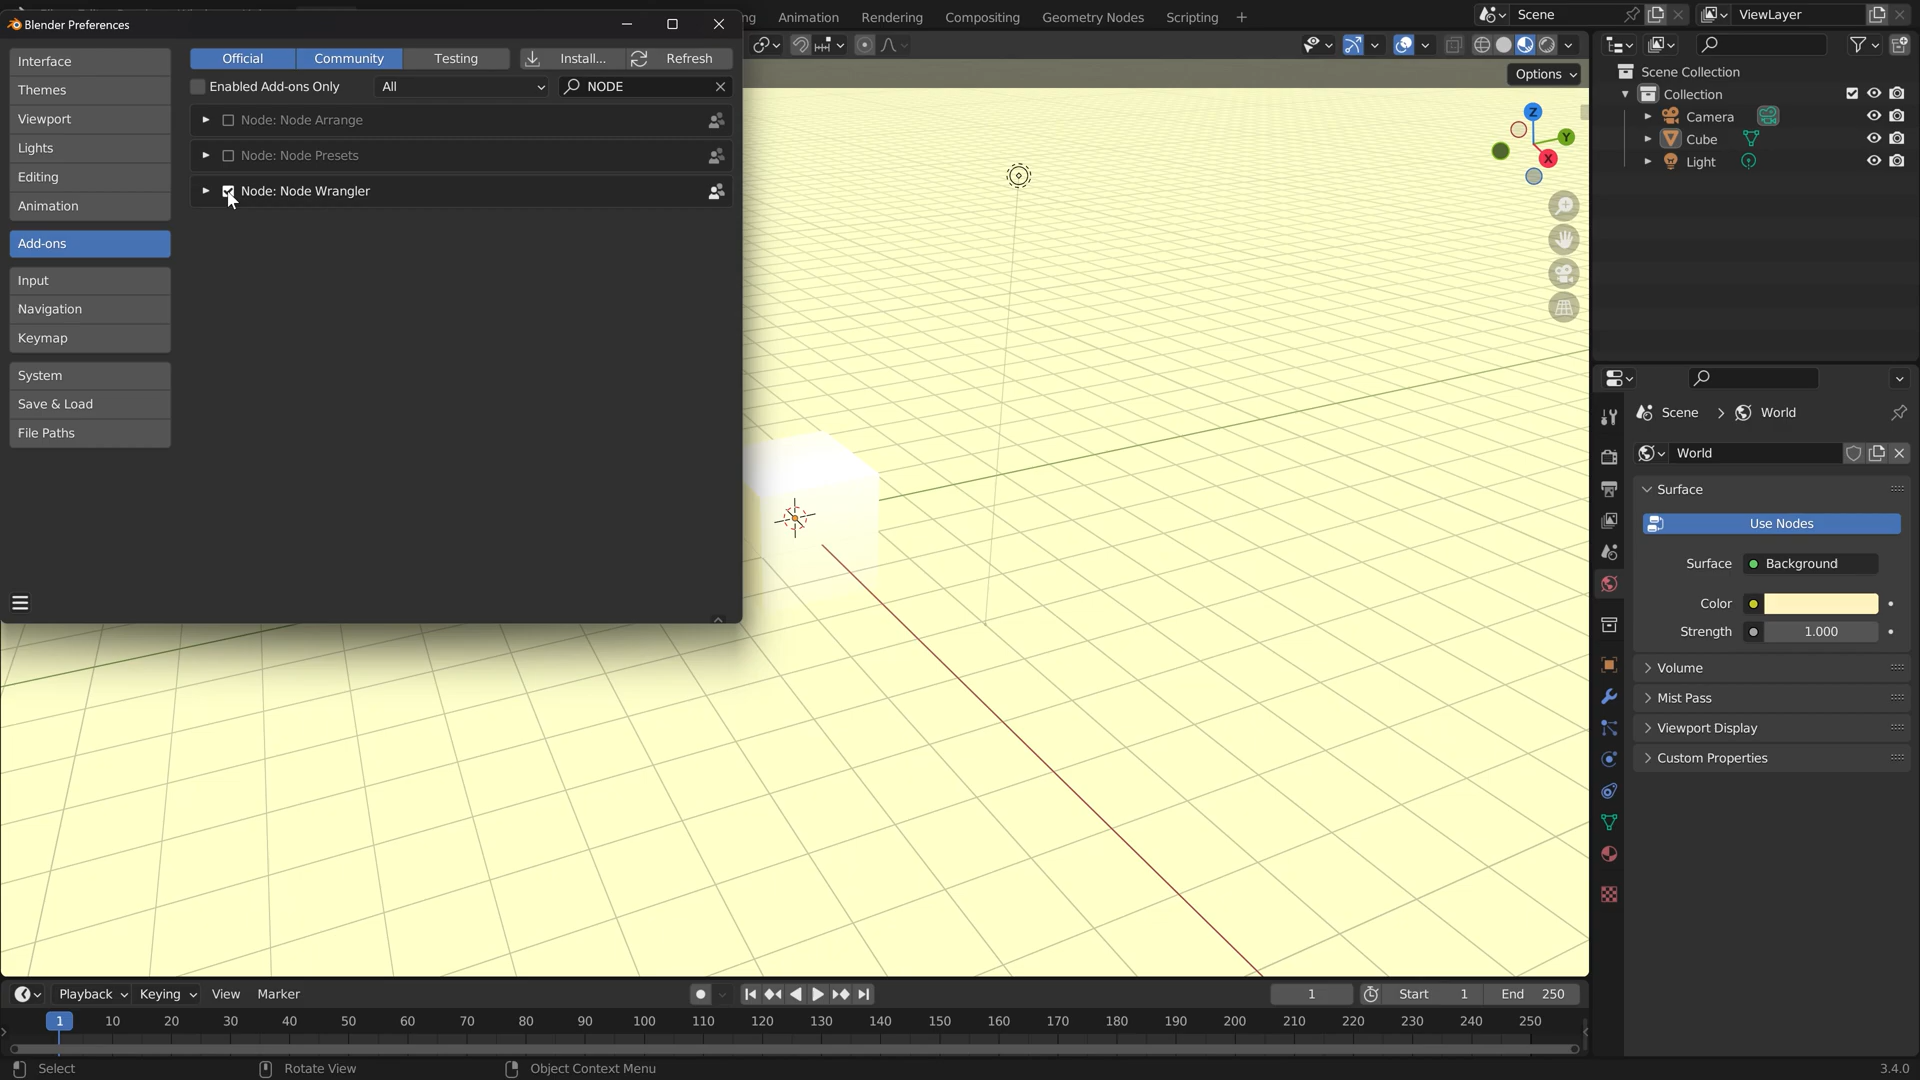 Blender Preferences
Animation Rendering Compositing Geometry Nodes Scripting
Scene ViewLayer
Interface
Themes
Viewport
Lights
Editing
Animation
Add-ons
Input
Navigation
Keymap
System
Save & Load
File Paths
Official Community Testing Install... Refresh
Enabled Add-ons Only All NODE
Node: Node Arrange
Node: Node Presets
Node: Node Wrangler
Options
Z
Y
X
Scene Collection
Collection
Camera
Cube
Light
Scene World
World
Surface
Use Nodes
Surface Background
Color
Strength 1.000
Volume
Mist Pass
Viewport Display
Custom Properties
Playback Keying View Marker 1 Start 1 End 250
1 10 20 30 40 50 60 70 80 90 100 110 120 130 140 150 160 170 180 190 200 210 220 230 240 250
Select Rotate View Object Context Menu 3.4.0